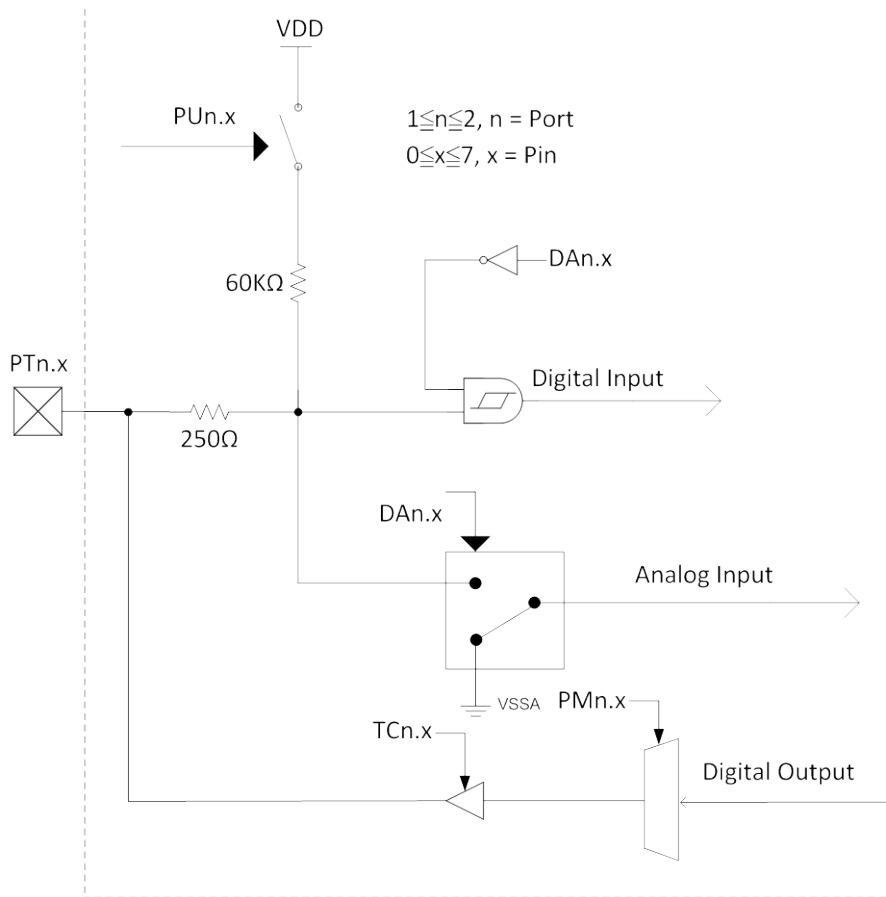 VDD
PUn.x
1≦n≦2, n = Port
0≦x≦7, x = Pin
DAn.x
60KΩ
PTn.x
Digital Input
250Ω
DAn.x
Analog Input
VSSA
PMn.x
TCn.x
Digital Output